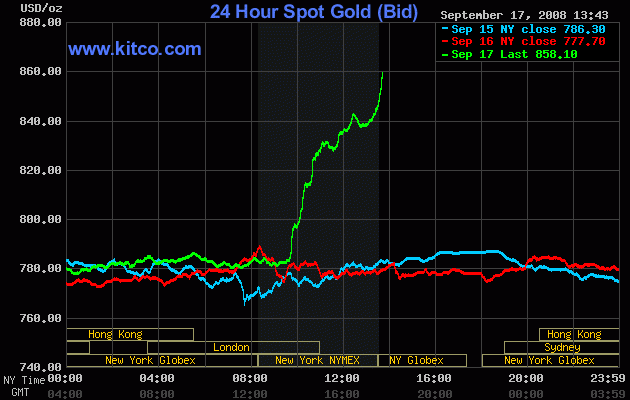 USD/oz 24 Hour Spot Gold (Bid) September 17, 2008 13:43
880.00
www.kitco.com
Sep 15 NY close 786.30
Sep 16 NY close 777.70
Sep 17 Last 858.10
860.00
840.00
820.00
800.00
780.00
760.00
Hong Kong Hong Kong
London Sydney
New York Globex New York NYMEX NY Globex New York Globex
740.00
NY Time 00:00 04:00 08:00 12:00 16:00 20:00 23:59
GMT 04:00 08:00 12:00 16:00 20:00 00:00 03:59